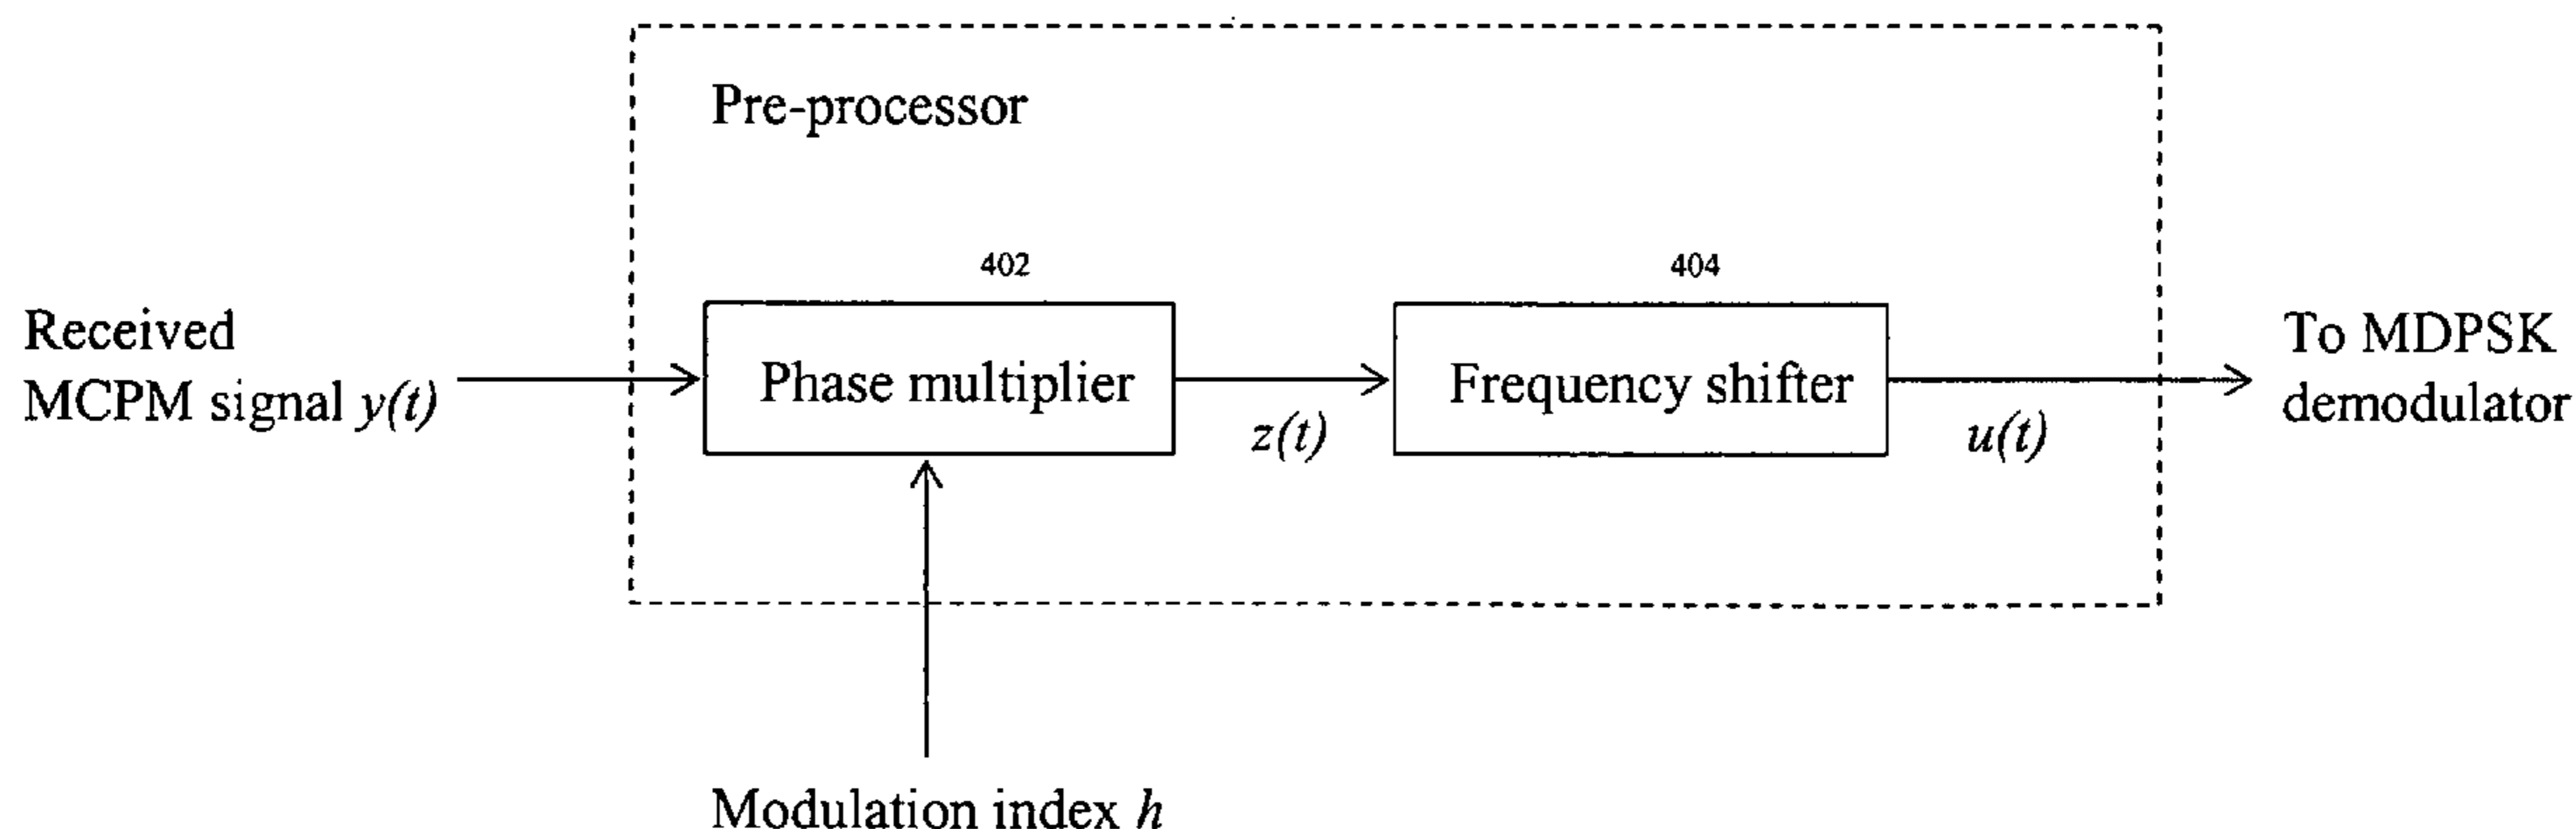 Pre-processor
402
404
Received
MCPM signal y(t)
Phase multiplier
z(t)
Frequency shifter
u(t)
To MDPSK
demodulator
Modulation index h